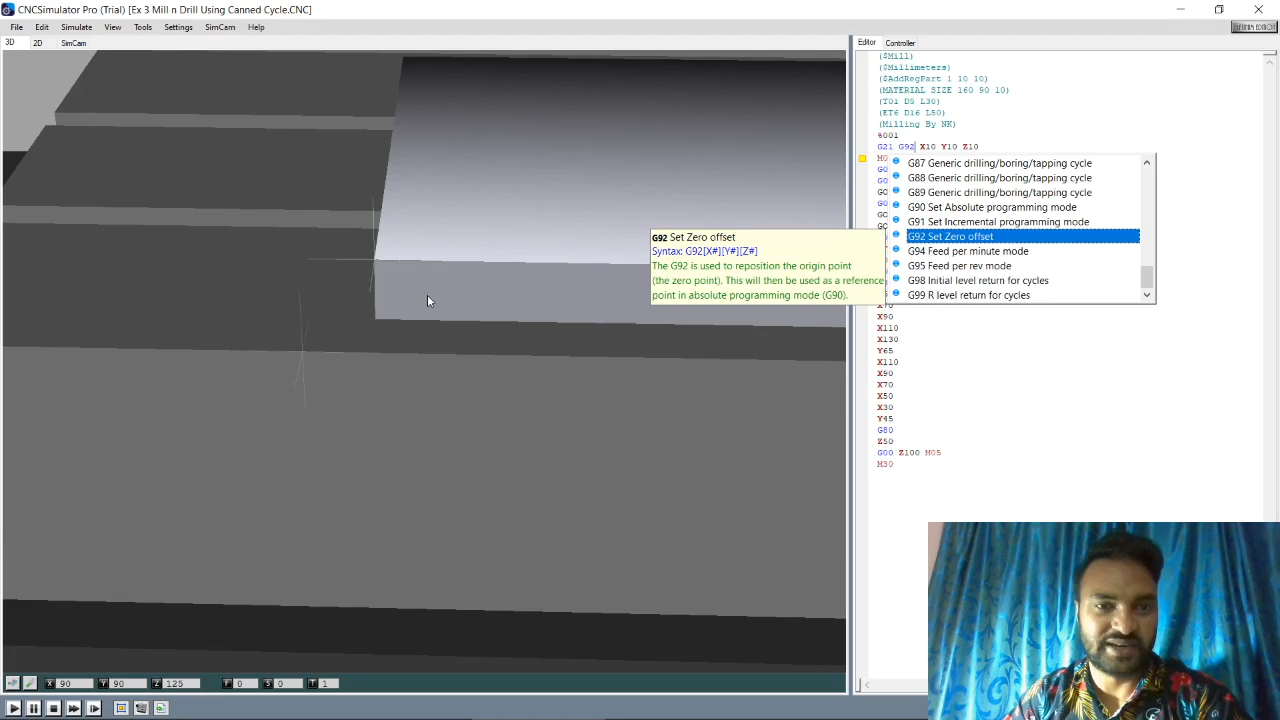 CNCSimulator Pro (Trial) [Ex 3 Mill n Drill Using Canned Cycle.CNC]
File Edit Simulate View Tools Settings SimCam Help
3D 2D SimCam
Editor Controller
($Mill)
($Millimeters)
($AddRegPart 1 10 10)
(MATERIAL SIZE 160 90 10)
(T01 D5 L30)
(ET6 D16 L50)
(Milling By NK)
%001
G21 G92 X10 Y10 Z10
G87 Generic drilling/boring/tapping cycle
G88 Generic drilling/boring/tapping cycle
G89 Generic drilling/boring/tapping cycle
G90 Set Absolute programming mode
G91 Set Incremental programming mode
G92 Set Zero offset
G94 Feed per minute mode
G95 Feed per rev mode
G98 Initial level return for cycles
G99 R level return for cycles
G92 Set Zero offset
Syntax: G92[X#][Y#][Z#]
The G92 is used to reposition the origin point
(the zero point). This will then be used as a reference
point in absolute programming mode (G90).
X90
X110
X130
Y65
X110
X90
X70
X50
X30
Y45
G80
Z50
G00 Z100 M05
M30
X 90 Y 90 Z 125 F 0 S 0 T 1